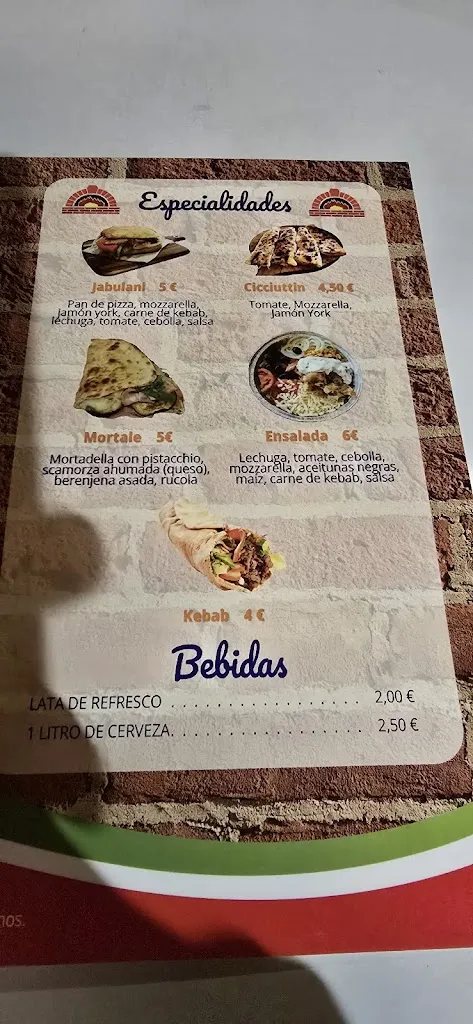 Especialidades
Jabulani 5 €
Pan de pizza, mozzarella,
Jamón york, carne de kebab,
lechuga, tomate, cebolla, salsa
Cicciuttin 4,50 €
Tomate, Mozzarella,
Jamón York
Mortale 5€
Mortadella con pistacchio,
scamorza ahumada (queso),
berenjena asada, rucola
Ensalada 6€
Lechuga, tomate, cebolla,
mozzarella, aceitunas negras,
maiz, carne de kebab, salsa
Kebab 4 €
Bebidas
LATA DE REFRESCO . . . . . . . . . . . . . . . . . 2,00 €
1 LITRO DE CERVEZA. . . . . . . . . . . . . . . . . 2,50 €